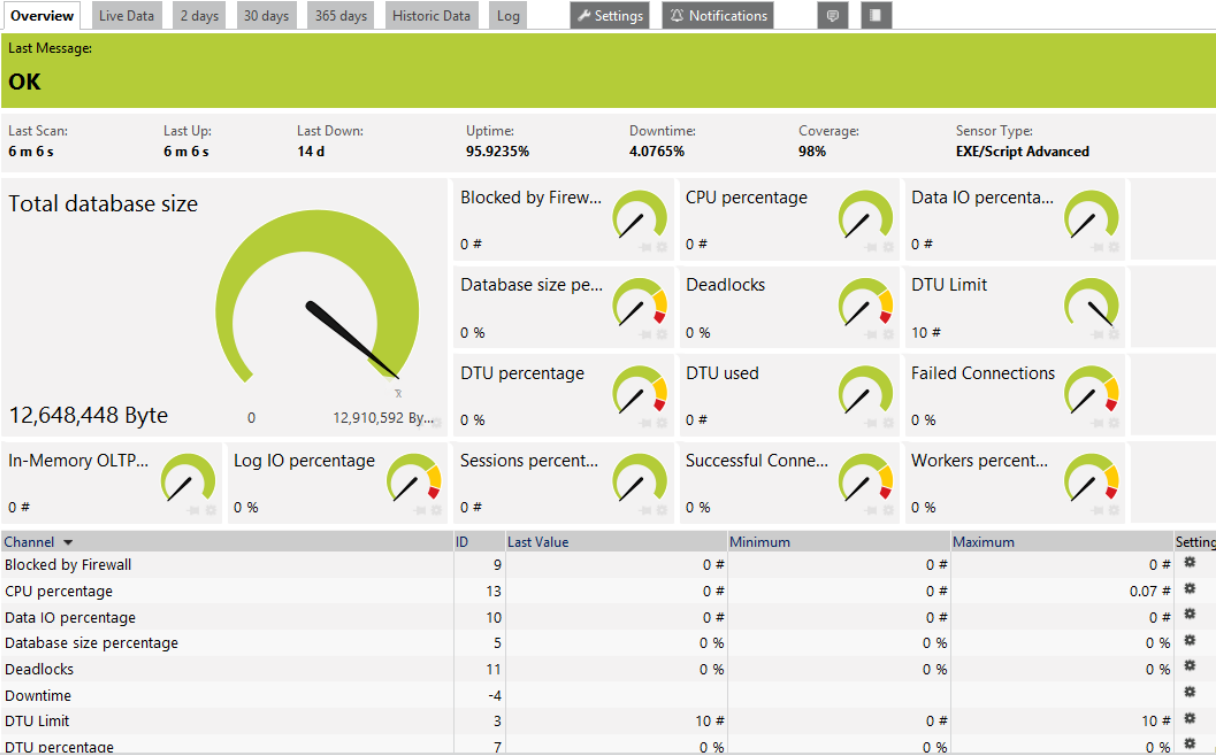 Overview Live Data 2 days 30 days 365 days Historic Data Log Settings Notifications
Last Message:
OK
Last Scan: Last Up: Last Down: Uptime: Downtime: Coverage: Sensor Type:
6 m 6 s 6 m 6 s 14 d 95.9235% 4.0765% 98% EXE/Script Advanced
Total database size
0 12,910,592 By...
12,648,448 Byte
Blocked by Firew... CPU percentage Data IO percenta...
0 # 0 # 0 #
Database size pe... Deadlocks DTU Limit
0 % 0 % 10 #
DTU percentage DTU used Failed Connections
0 % 0 # 0 %
In-Memory OLTP... Log IO percentage Sessions percent... Successful Conne... Workers percent...
0 # 0 % 0 # 0 % 0 %
Channel ID Last Value Minimum Maximum Setting
Blocked by Firewall 9 0 # 0 # 0 #
CPU percentage 13 0 # 0 # 0.07 #
Data IO percentage 10 0 # 0 # 0 #
Database size percentage 5 0 % 0 % 0 %
Deadlocks 11 0 % 0 % 0 %
Downtime -4
DTU Limit 3 10 # 0 # 10 #
DTU percentage 7 0 % 0 % 0 %